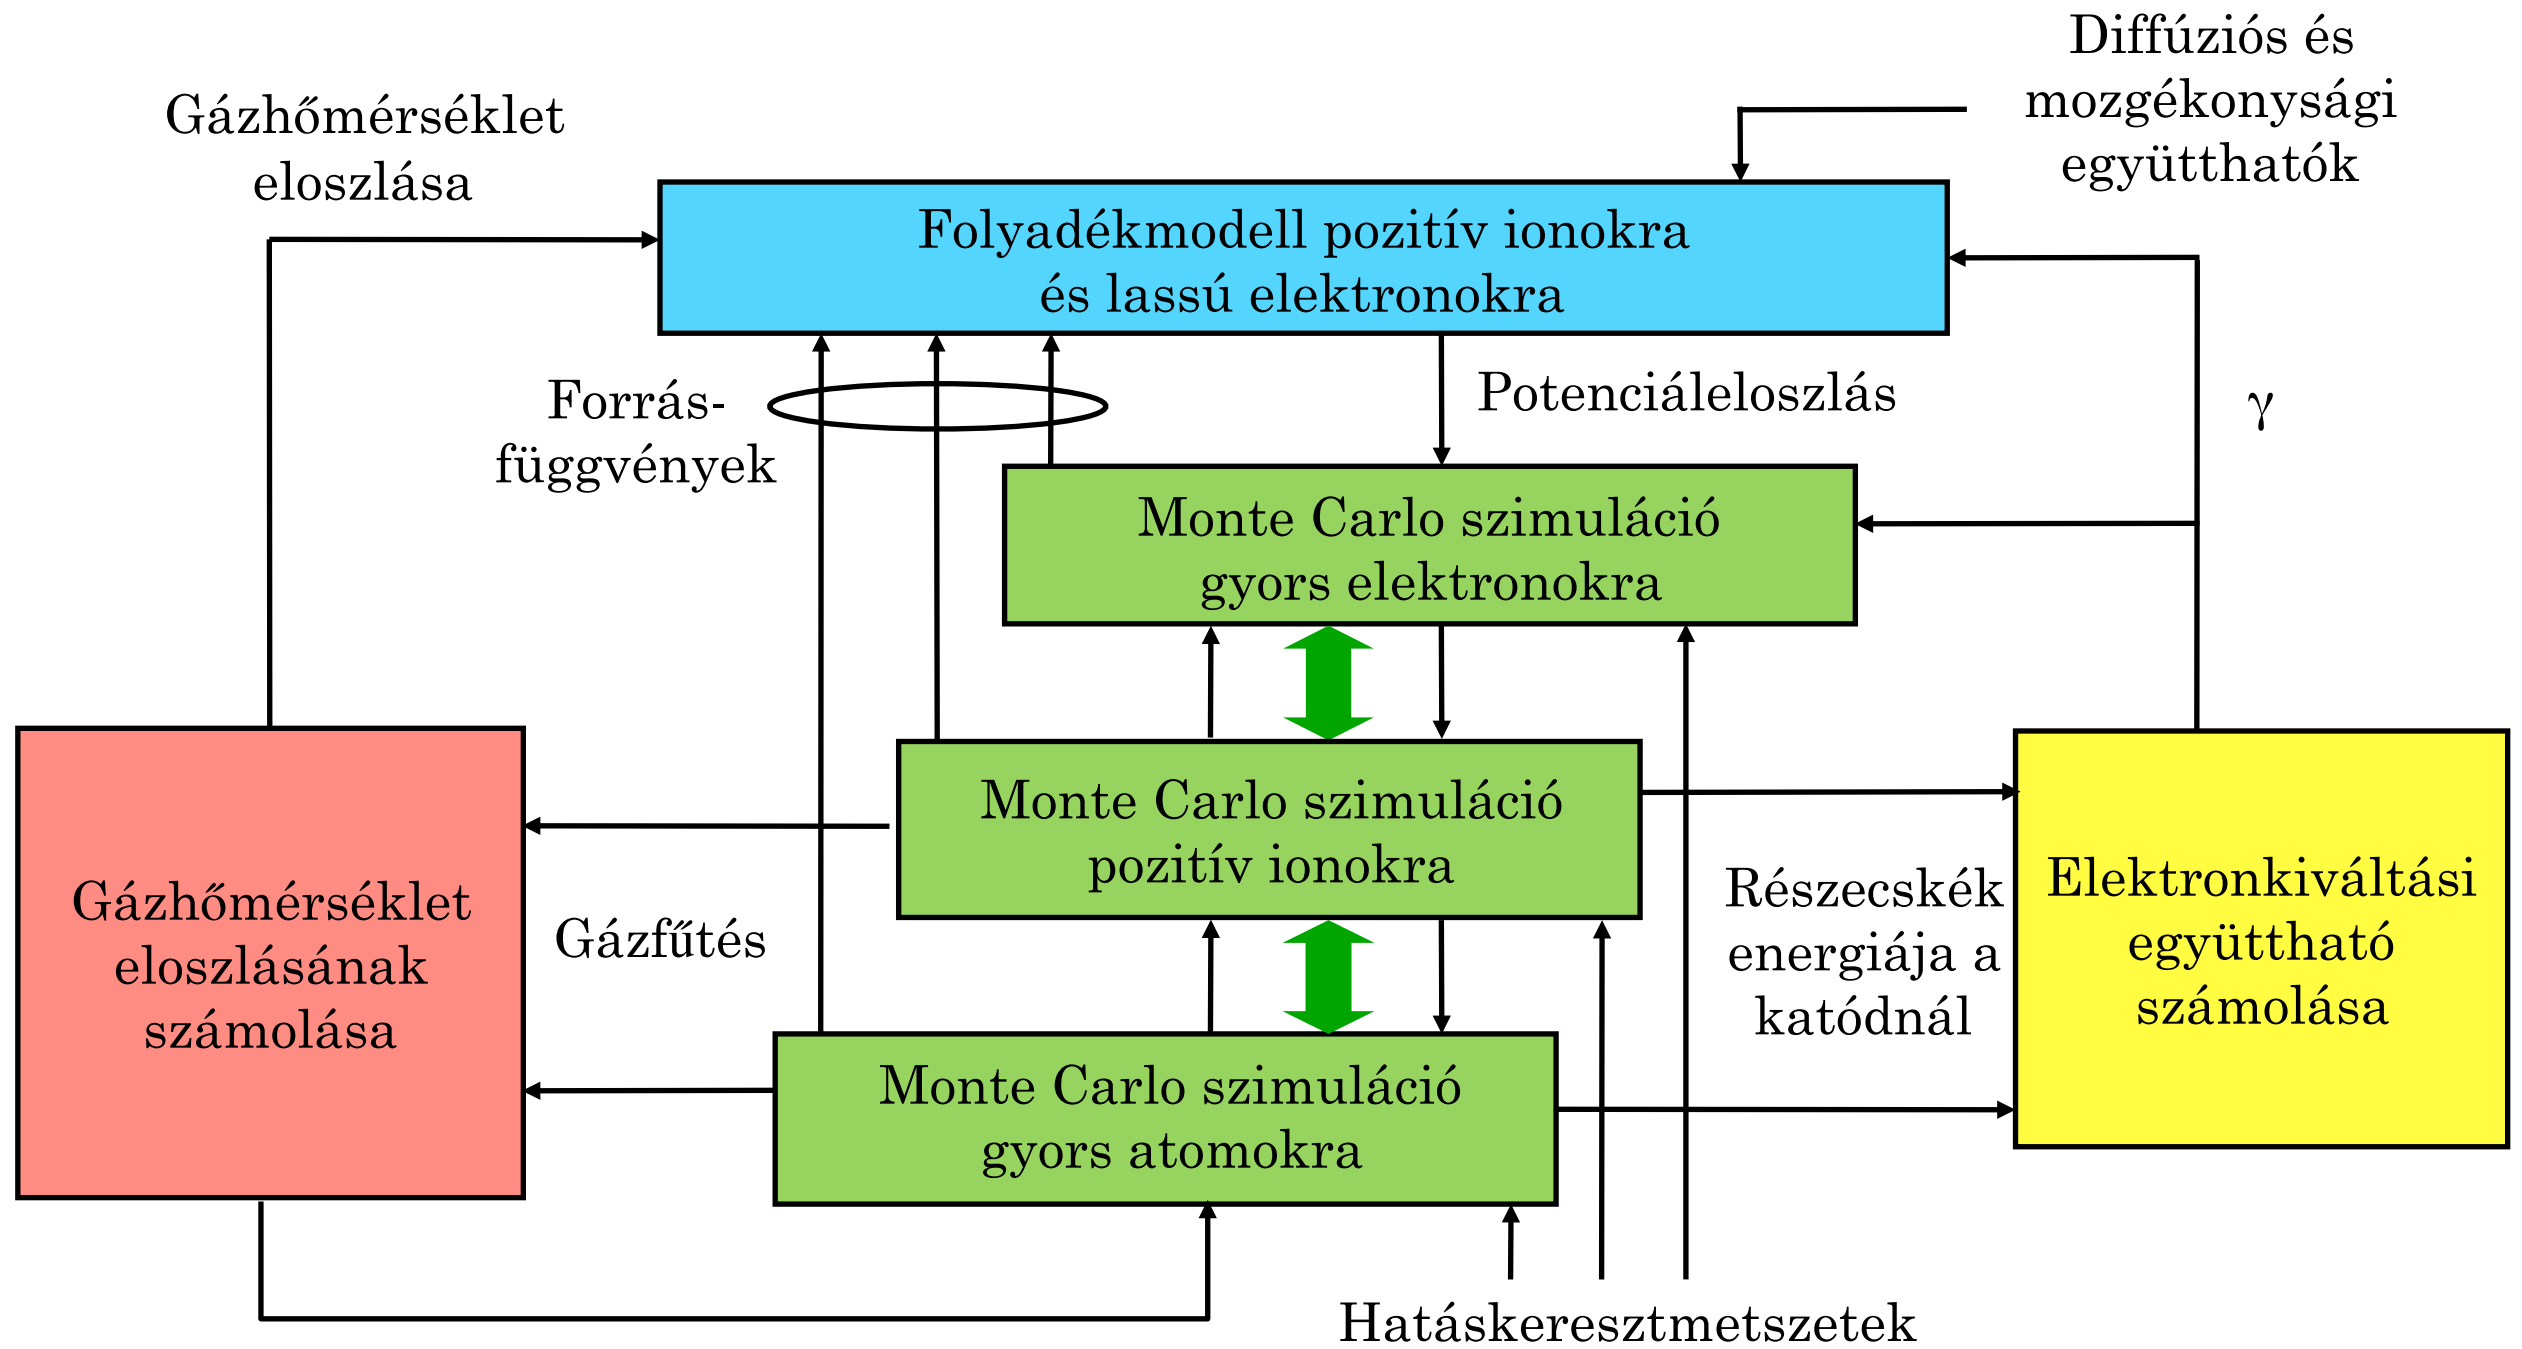 Diffúziós és
mozgékonysági
együtthatók
Gázhőmérséklet
eloszlása
Folyadékmodell pozitív ionokra
és lassú elektronokra
Forrás-
függvények
Potenciáleloszlás
γ
Monte Carlo szimuláció
gyors elektronokra
Monte Carlo szimuláció
pozitív ionokra
Gázhőmérséklet
eloszlásának
számolása
Gázfűtés
Részecskék
energiája a
katódnál
Elektronkiváltási
együttható
számolása
Monte Carlo szimuláció
gyors atomokra
Hatáskeresztmetszetek